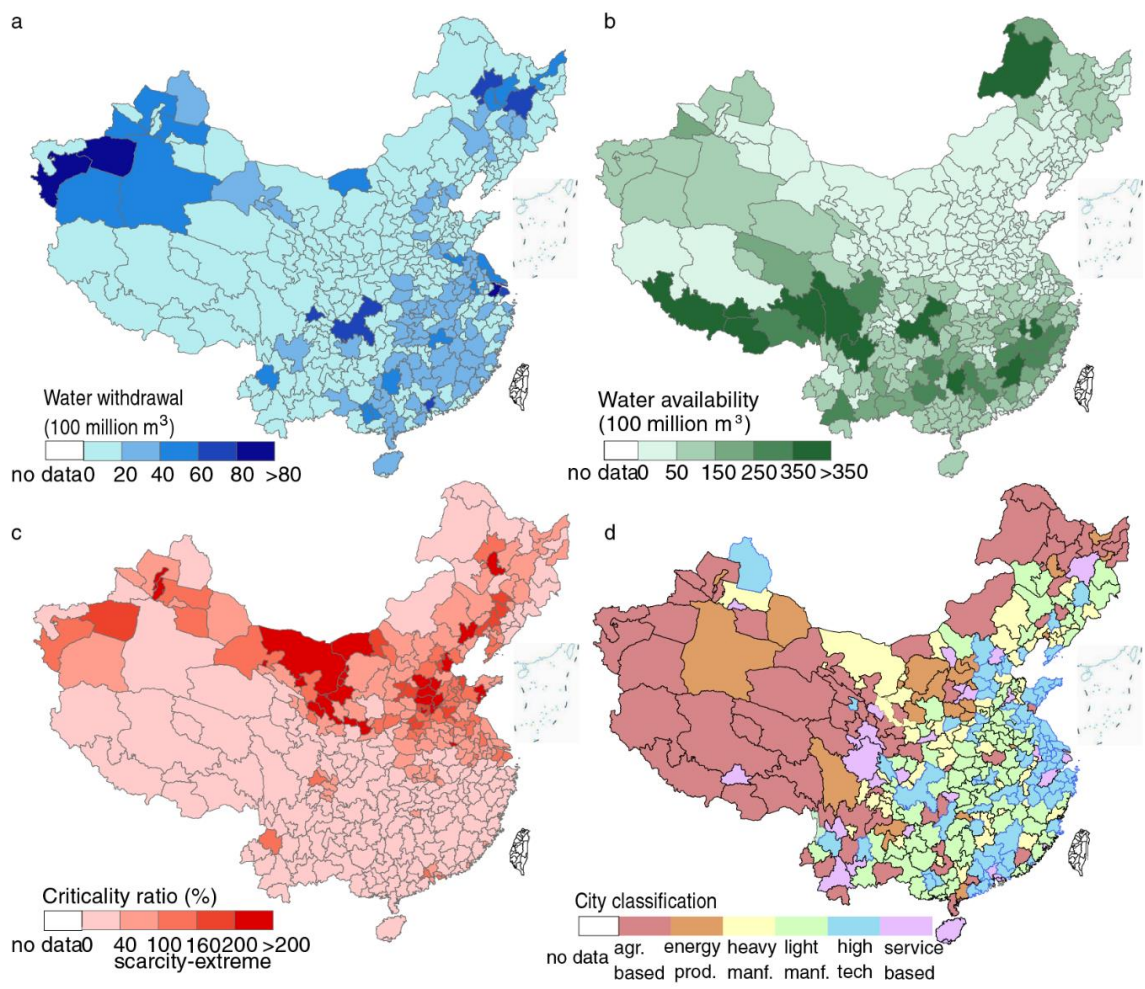 a
Water withdrawal
(100 million m³)
no data 0 20 40 60 80 >80
b
Water availability
(100 million m³)
no data 0 50 150 250 350 >350
c
Criticality ratio (%)
no data 0 40 100 160 200 >200
scarcity-extreme
d
City classification
no data agr. based energy prod. heavy manf. light manf. high tech service based